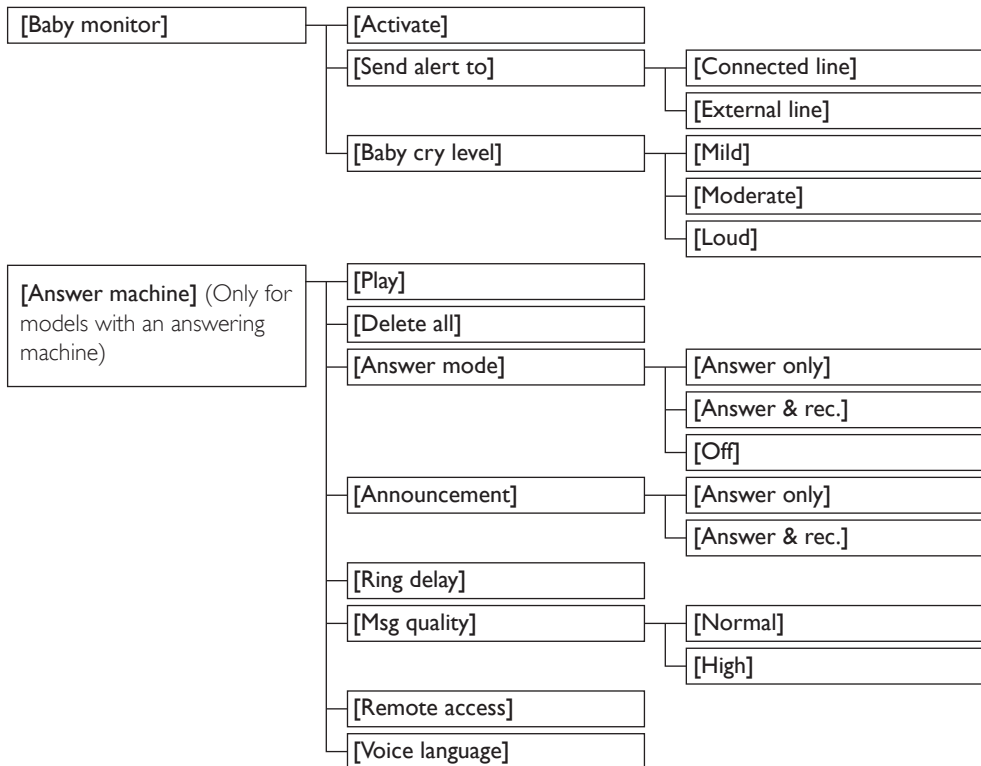 [Baby monitor]
[Activate]
[Send alert to]
[Connected line]
[External line]
[Baby cry level]
[Mild]
[Moderate]
[Loud]
[Answer machine] (Only for
models with an answering
machine)
[Play]
[Delete all]
[Answer mode]
[Answer only]
[Answer & rec.]
[Off]
[Announcement]
[Answer only]
[Answer & rec.]
[Ring delay]
[Msg quality]
[Normal]
[High]
[Remote access]
[Voice language]